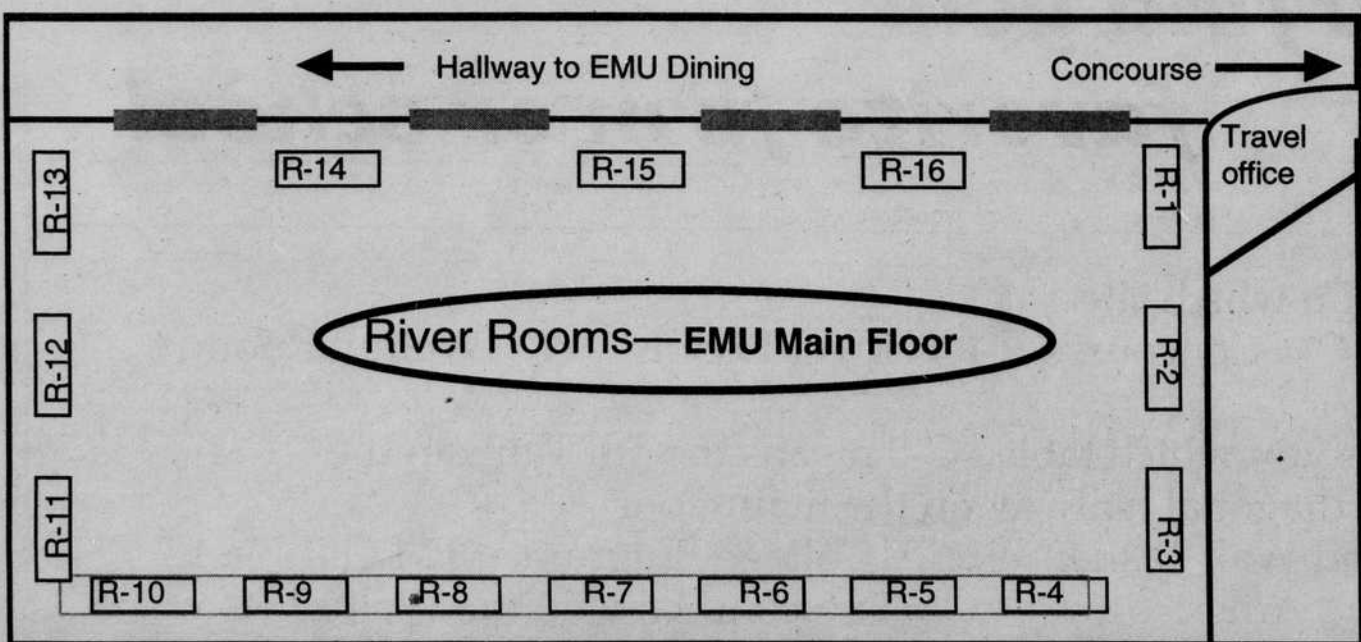 Hallway to EMU Dining
Concourse
Travel
office
R-13
R-14
R-15
R-16
R-1
River Rooms—EMU Main Floor
R-12
R-2
R-11
R-3
R-10
R-9
R-8
R-7
R-6
R-5
R-4